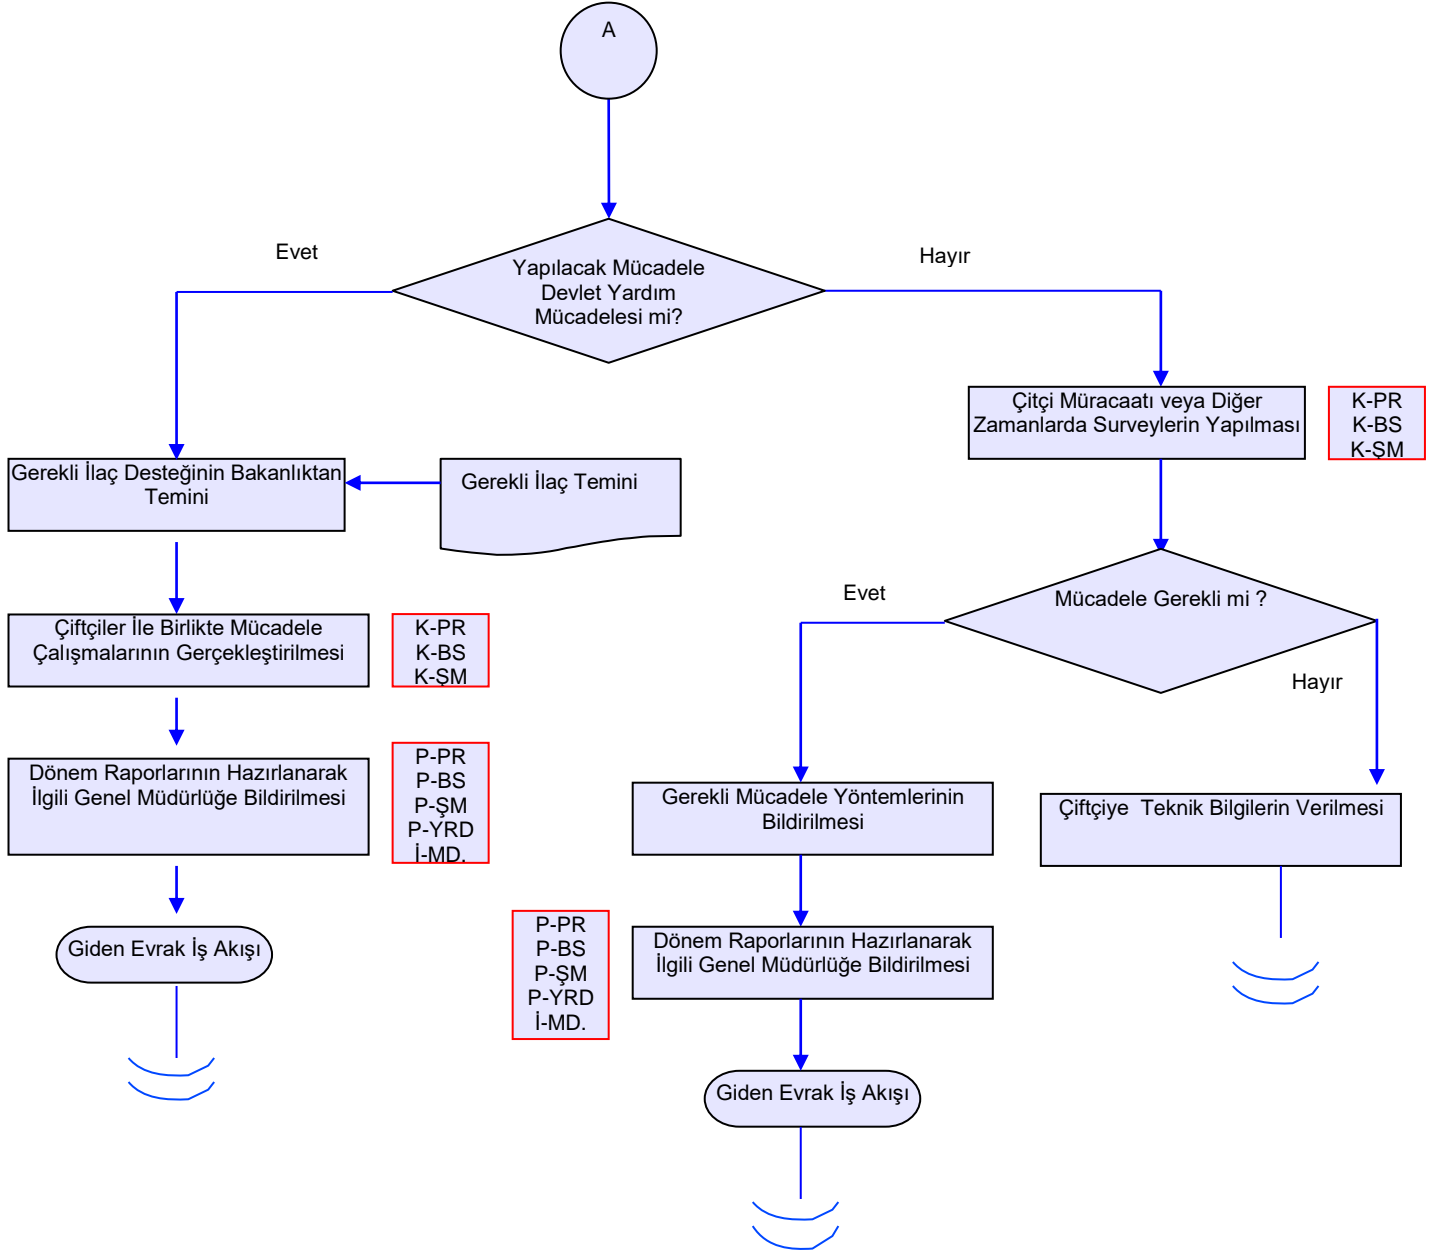 A
Evet
Hayır
Yapılacak Mücadele
Devlet Yardım
Mücadelesi mi?
Çitçi Müracaatı veya Diğer
Zamanlarda Surveylerin Yapılması
K-PR
K-BS
K-ŞM
Gerekli İlaç Desteğinin Bakanlıktan
Temini
Gerekli İlaç Temini
Evet
Mücadele Gerekli mi ?
Hayır
Çiftçiler İle Birlikte Mücadele
Çalışmalarının Gerçekleştirilmesi
K-PR
K-BS
K-ŞM
Dönem Raporlarının Hazırlanarak
İlgili Genel Müdürlüğe Bildirilmesi
P-PR
P-BS
P-ŞM
P-YRD
İ-MD.
Gerekli Mücadele Yöntemlerinin
Bildirilmesi
Çiftçiye  Teknik Bilgilerin Verilmesi
Giden Evrak İş Akışı
P-PR
P-BS
P-ŞM
P-YRD
İ-MD.
Dönem Raporlarının Hazırlanarak
İlgili Genel Müdürlüğe Bildirilmesi
Giden Evrak İş Akışı